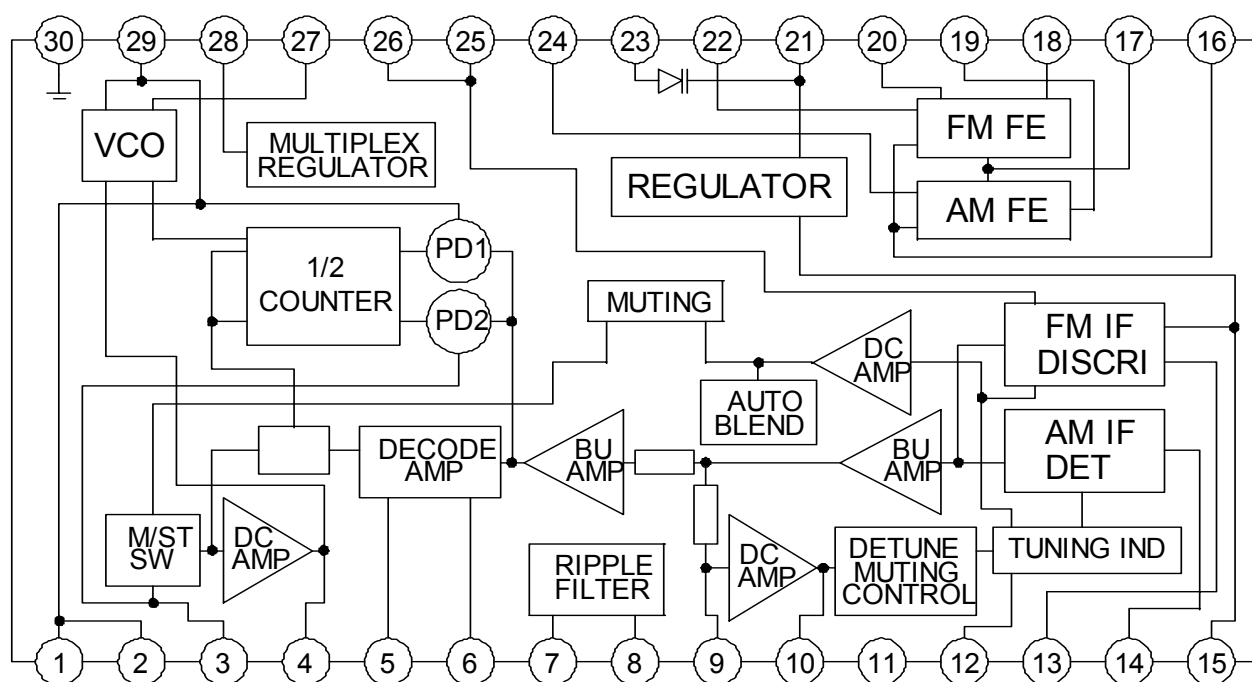 30 29 28 27 26 25 24 23 22 21 20 19 18 17 16
VCO
MULTIPLEX
REGULATOR
REGULATOR
FM FE
AM FE
1/2
COUNTER
PD1
PD2
MUTING
DC
AMP
FM IF
DISCRI
AUTO
BLEND
DECODE
AMP
BU
AMP
BU
AMP
AM IF
DET
M/ST
SW
DC
AMP
RIPPLE
FILTER
DC
AMP
DETUNE
MUTING
CONTROL
TUNING IND
1 2 3 4 5 6 7 8 9 10 11 12 13 14 15